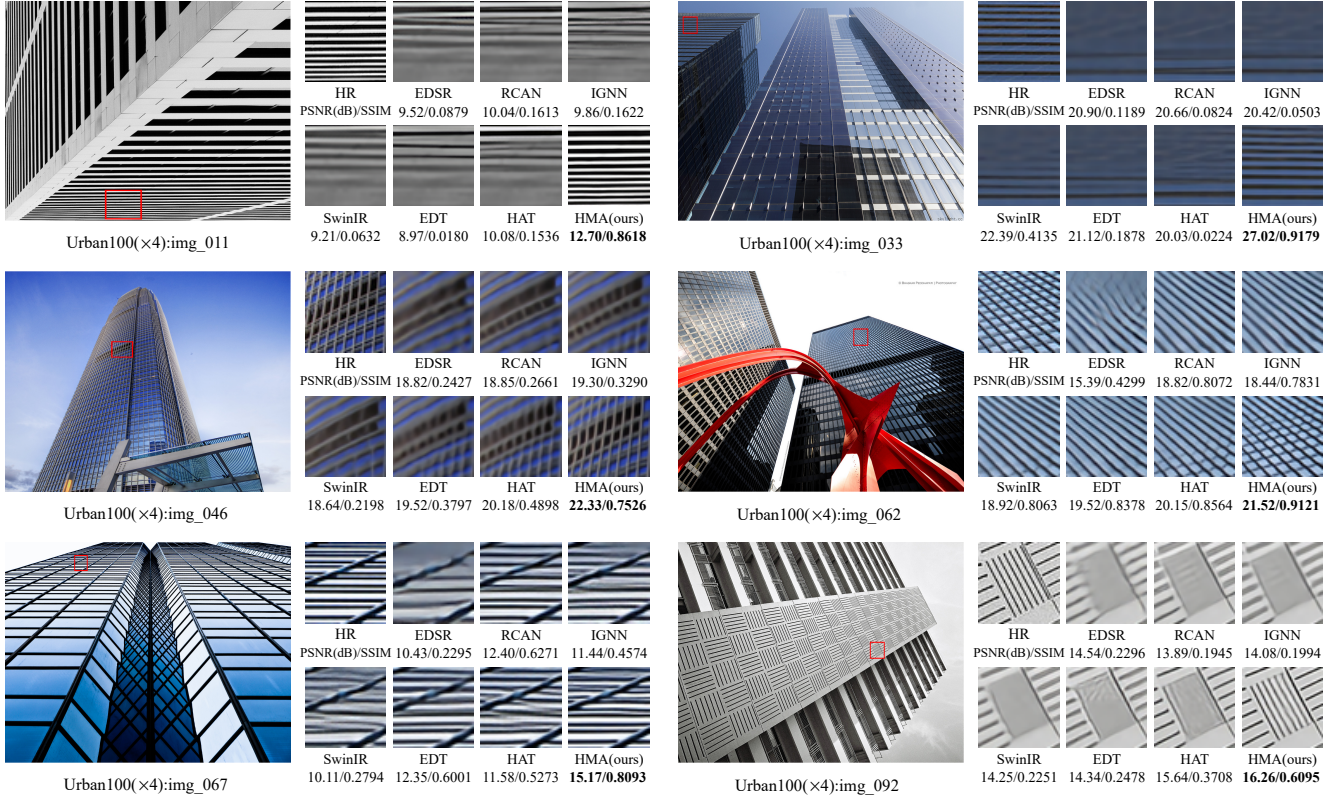 HR EDSR RCAN IGNN
PSNR(dB)/SSIM 9.52/0.0879 10.04/0.1613 9.86/0.1622
SwinIR EDT HAT HMA(ours)
9.21/0.0632 8.97/0.0180 10.08/0.1536 12.70/0.8618
Urban100(×4):img_011
HR EDSR RCAN IGNN
PSNR(dB)/SSIM 20.90/0.1189 20.66/0.0824 20.42/0.0503
SwinIR EDT HAT HMA(ours)
22.39/0.4135 21.12/0.1878 20.03/0.0224 27.02/0.9179
Urban100(×4):img_033
HR EDSR RCAN IGNN
PSNR(dB)/SSIM 18.82/0.2427 18.85/0.2661 19.30/0.3290
SwinIR EDT HAT HMA(ours)
18.64/0.2198 19.52/0.3797 20.18/0.4898 22.33/0.7526
Urban100(×4):img_046
HR EDSR RCAN IGNN
PSNR(dB)/SSIM 15.39/0.4299 18.82/0.8072 18.44/0.7831
SwinIR EDT HAT HMA(ours)
18.92/0.8063 19.52/0.8378 20.15/0.8564 21.52/0.9121
Urban100(×4):img_062
HR EDSR RCAN IGNN
PSNR(dB)/SSIM 10.43/0.2295 12.40/0.6271 11.44/0.4574
SwinIR EDT HAT HMA(ours)
10.11/0.2794 12.35/0.6001 11.58/0.5273 15.17/0.8093
Urban100(×4):img_067
HR EDSR RCAN IGNN
PSNR(dB)/SSIM 14.54/0.2296 13.89/0.1945 14.08/0.1994
SwinIR EDT HAT HMA(ours)
14.25/0.2251 14.34/0.2478 15.64/0.3708 16.26/0.6095
Urban100(×4):img_092